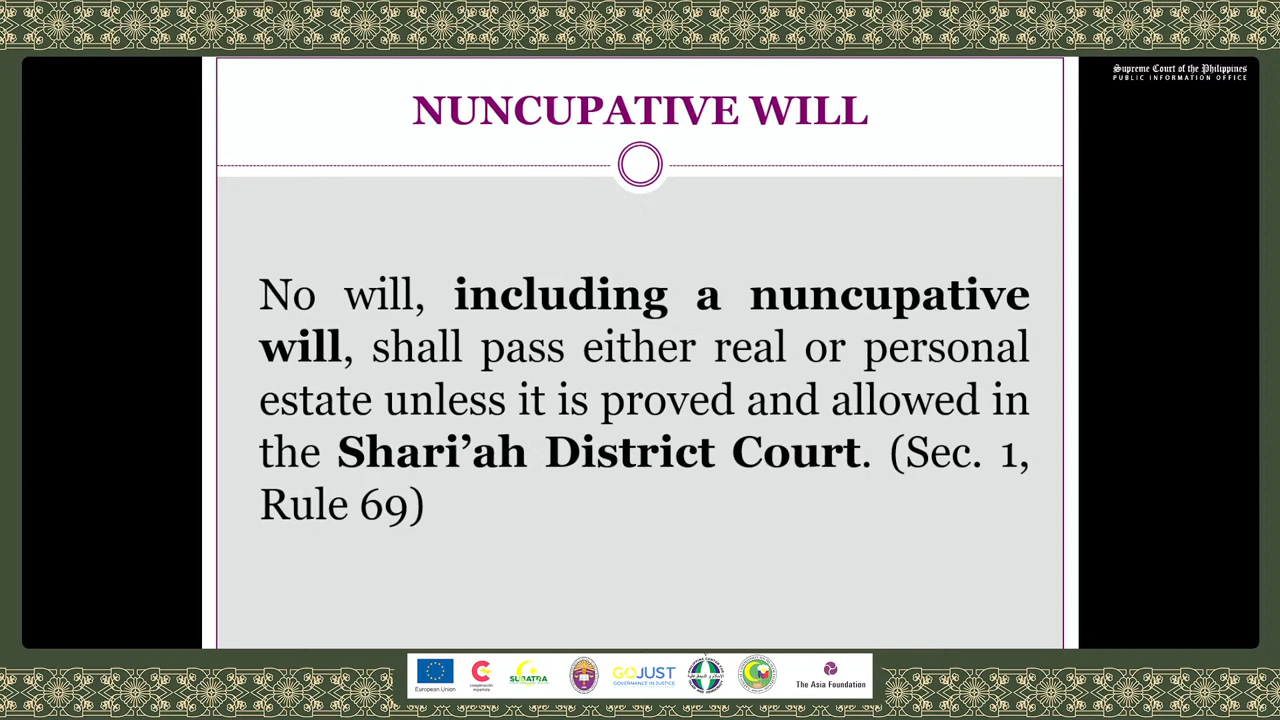 Supreme Court of the Philippines
PUBLIC INFORMATION OFFICE
NUNCUPATIVE WILL
No will, including a nuncupative
will, shall pass either real or personal
estate unless it is proved and allowed in
the Shari’ah District Court. (Sec. 1,
Rule 69)
European Union
cooperación
española
SUBATRA
GOJUST
GOVERNANCE IN JUSTICE
The Asia Foundation